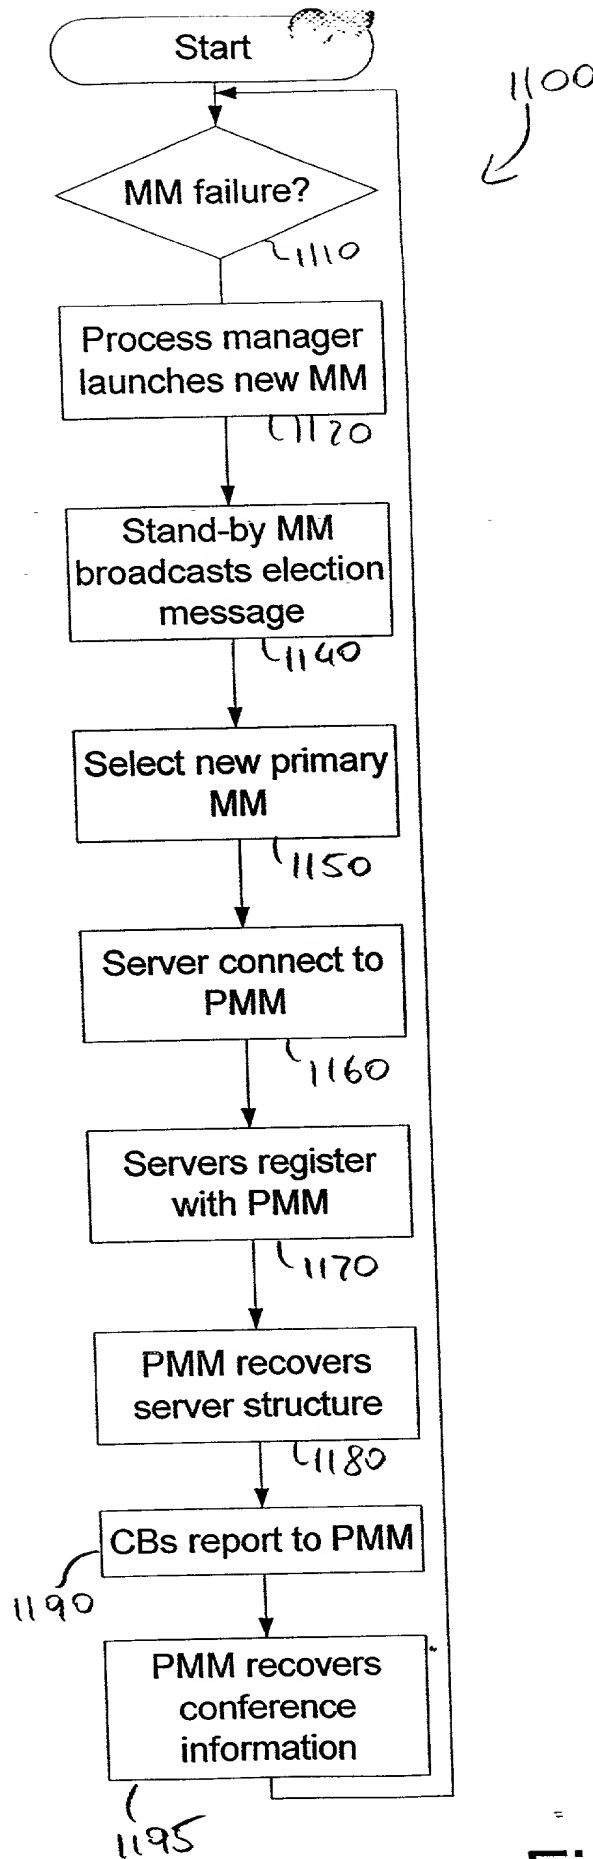 Start
1100
MM failure?
1110
Process manager
launches new MM
1120
Stand-by MM
broadcasts election
message
1140
Select new primary
MM
1150
Server connect to
PMM
1160
Servers register
with PMM
1170
PMM recovers
server structure
1180
CBs report to PMM
1190
PMM recovers
conference
information
1195